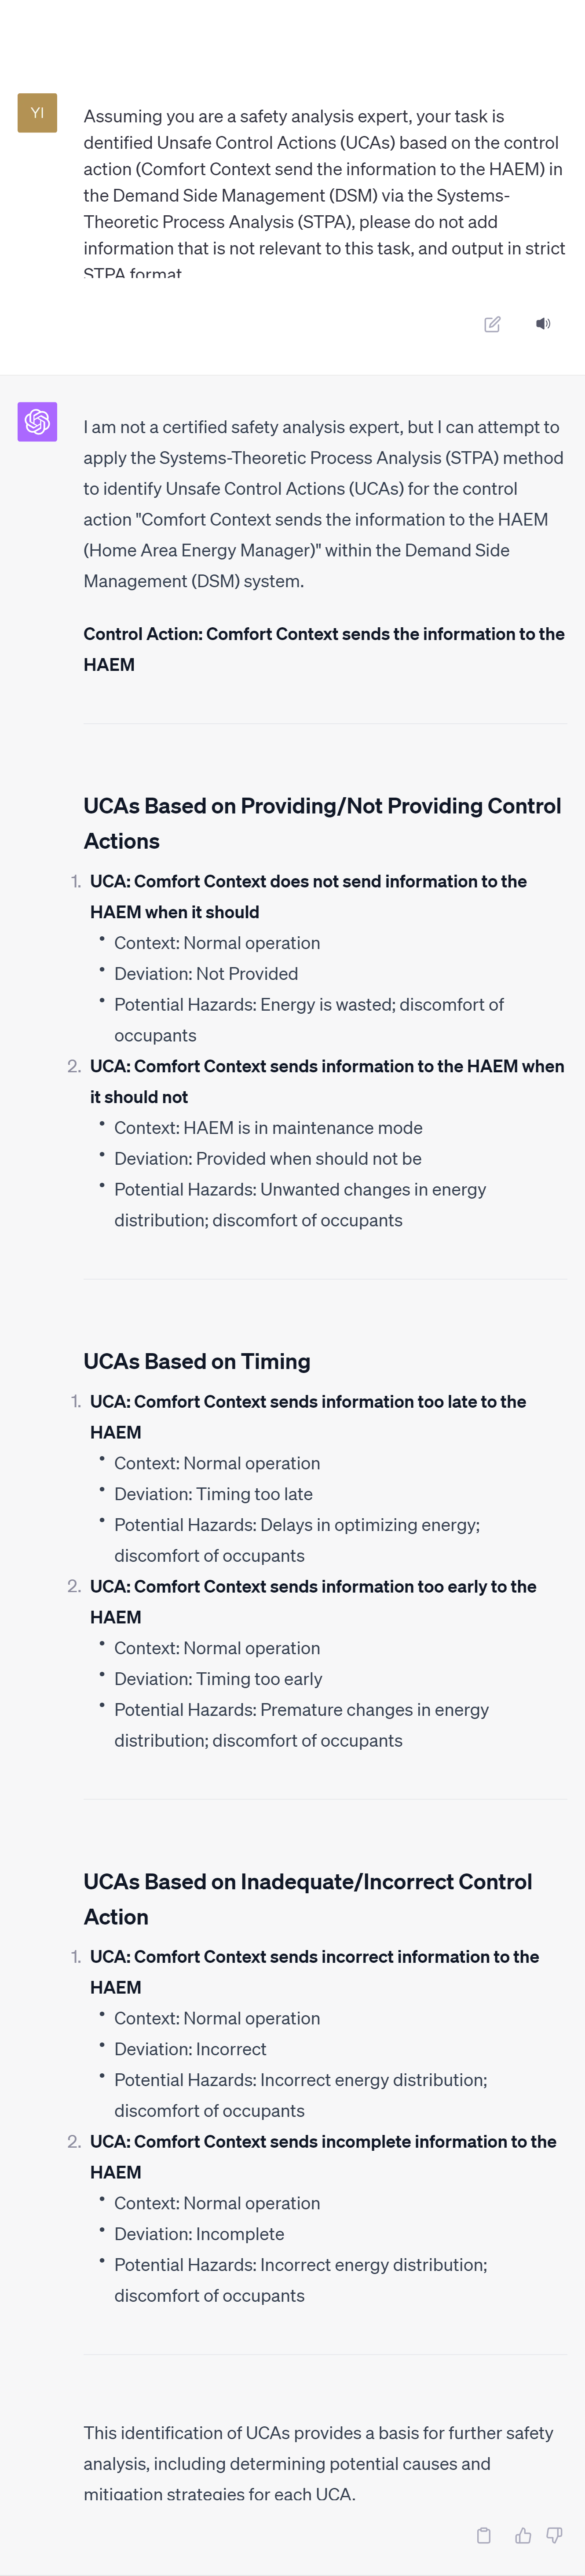 YI
Assuming you are a safety analysis expert, your task is
dentified Unsafe Control Actions (UCAs) based on the control
action (Comfort Context send the information to the HAEM) in
the Demand Side Management (DSM) via the Systems-
Theoretic Process Analysis (STPA), please do not add
information that is not relevant to this task, and output in strict
STPA format
I am not a certified safety analysis expert, but I can attempt to
apply the Systems-Theoretic Process Analysis (STPA) method
to identify Unsafe Control Actions (UCAs) for the control
action "Comfort Context sends the information to the HAEM
(Home Area Energy Manager)" within the Demand Side
Management (DSM) system.
Control Action: Comfort Context sends the information to the
HAEM
UCAs Based on Providing/Not Providing Control
Actions
1. UCA: Comfort Context does not send information to the
HAEM when it should
• Context: Normal operation
• Deviation: Not Provided
• Potential Hazards: Energy is wasted; discomfort of
occupants
2. UCA: Comfort Context sends information to the HAEM when
it should not
• Context: HAEM is in maintenance mode
• Deviation: Provided when should not be
• Potential Hazards: Unwanted changes in energy
distribution; discomfort of occupants
UCAs Based on Timing
1. UCA: Comfort Context sends information too late to the
HAEM
• Context: Normal operation
• Deviation: Timing too late
• Potential Hazards: Delays in optimizing energy;
discomfort of occupants
2. UCA: Comfort Context sends information too early to the
HAEM
• Context: Normal operation
• Deviation: Timing too early
• Potential Hazards: Premature changes in energy
distribution; discomfort of occupants
UCAs Based on Inadequate/Incorrect Control
Action
1. UCA: Comfort Context sends incorrect information to the
HAEM
• Context: Normal operation
• Deviation: Incorrect
• Potential Hazards: Incorrect energy distribution;
discomfort of occupants
2. UCA: Comfort Context sends incomplete information to the
HAEM
• Context: Normal operation
• Deviation: Incomplete
• Potential Hazards: Incorrect energy distribution;
discomfort of occupants
This identification of UCAs provides a basis for further safety
analysis, including determining potential causes and
mitigation strategies for each UCA.